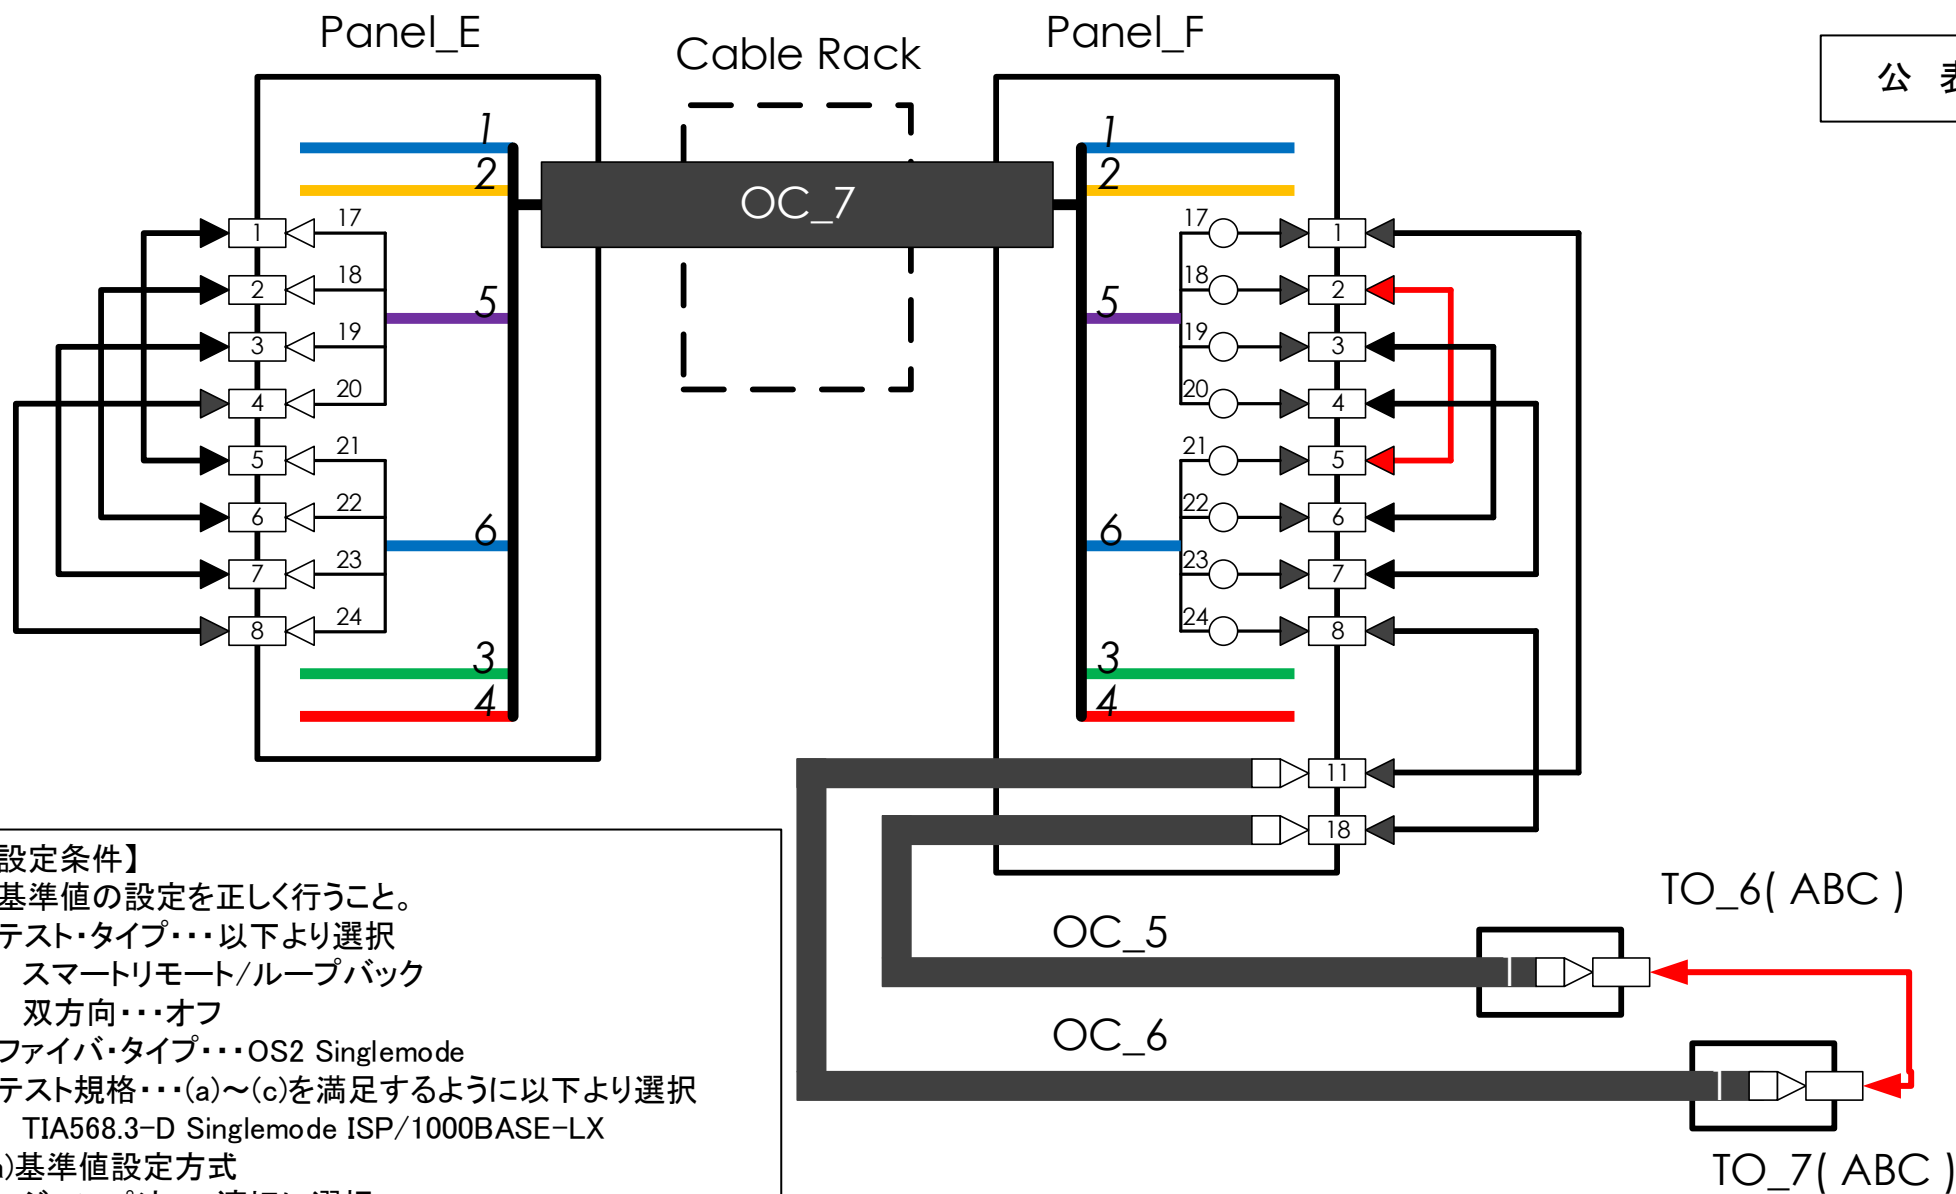 Panel_E
Cable Rack
Panel_F
公 表
1
2
OC_7
1
2
1 17
2 18
3 19
4 20
5
5 21
6 22
7 23
8 24
6
3
4
17 1
18 2
19 3
20 4
5
21 5
22 6
23 7
24 8
6
3
4
11
18
設定条件】
基準値の設定を正しく行うこと。
テスト・タイプ・・・以下より選択
スマートリモート/ループバック
双方向・・・オフ
ファイバ・タイプ・・・OS2 Singlemode
テスト規格・・・(a)～(c)を満足するように以下より選択
TIA568.3-D Singlemode ISP/1000BASE-LX
)基準値設定方式
OC_5
OC_6
TO_6( ABC )
TO_7( ABC )